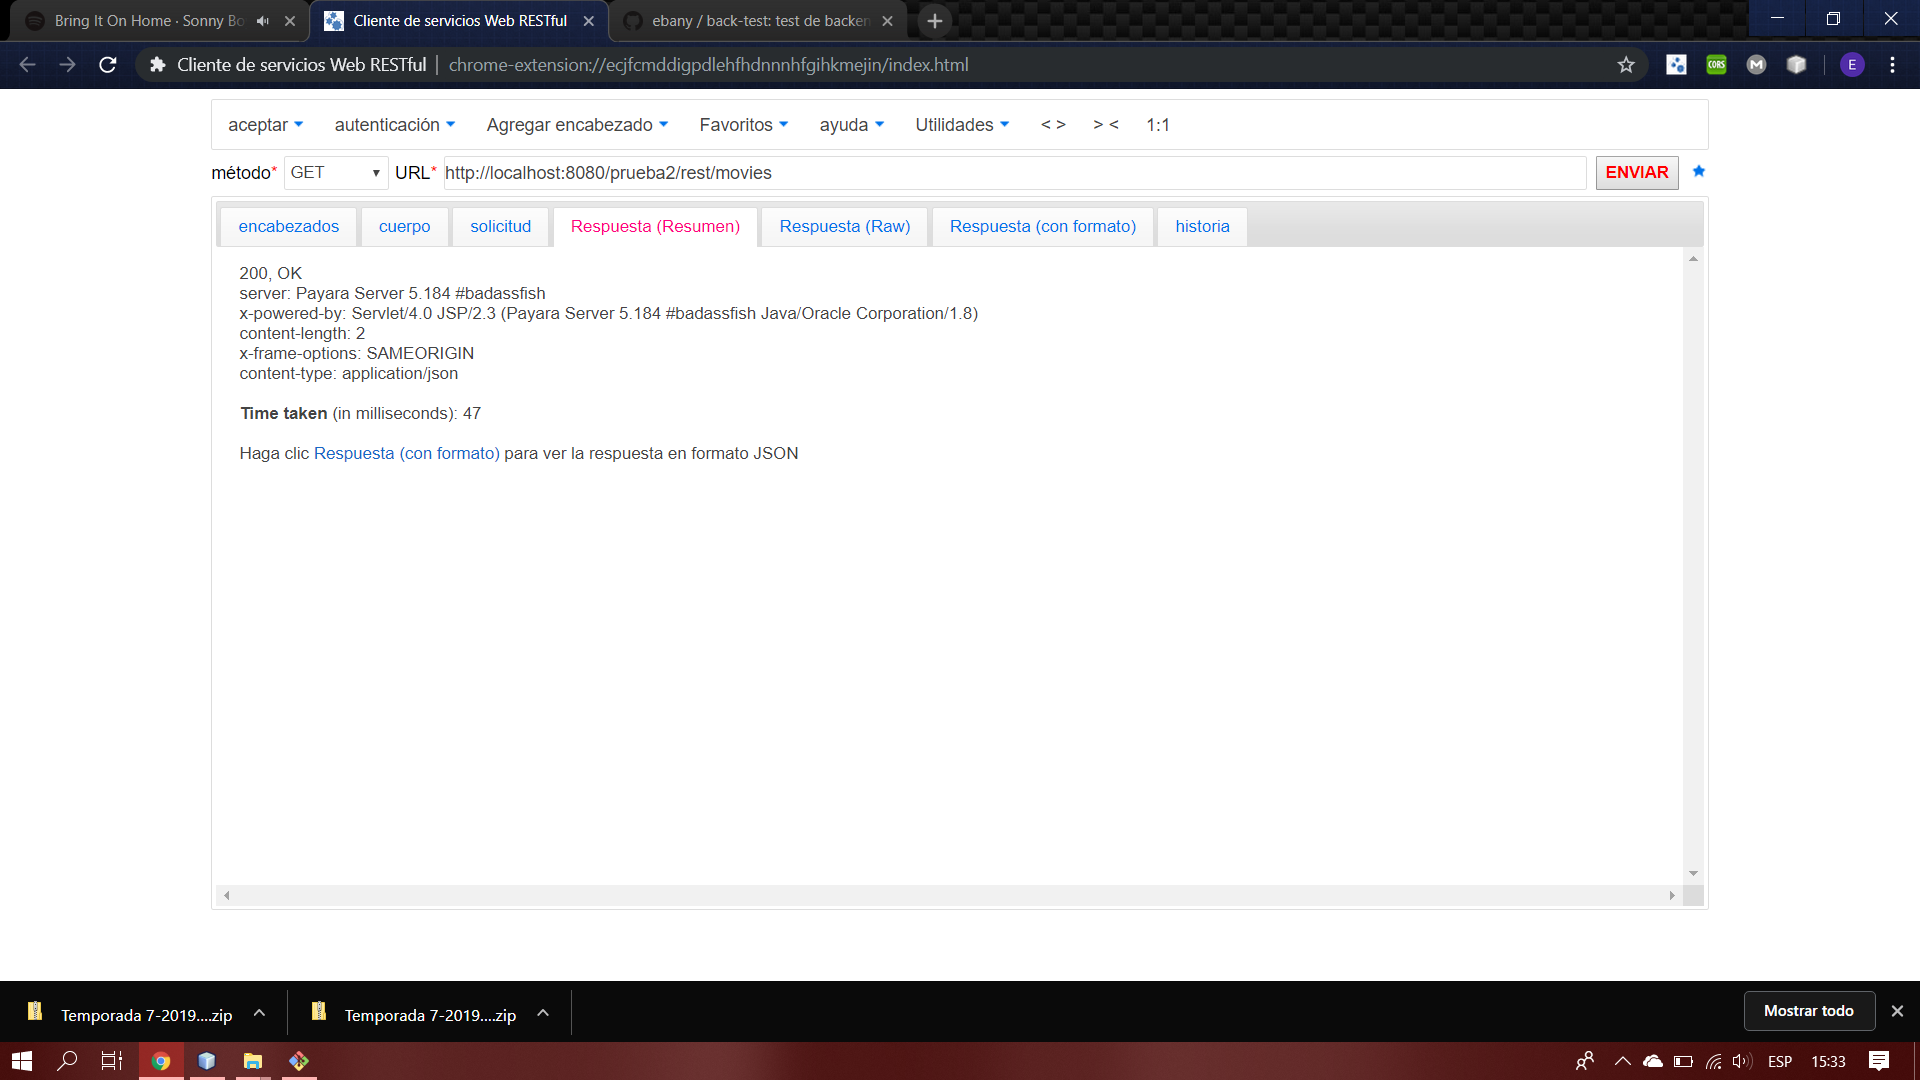 Bring It On Home · Sonny Bo
Cliente de servicios Web RESTful
ebany / back-test: test de backen
Cliente de servicios Web RESTful | chrome-extension://ecjfcmddigpdlehfhdnnnhfgihkmejin/index.html
CORS
M
E
aceptar autenticación Agregar encabezado Favoritos ayuda Utilidades < > > < 1:1
método* GET URL* http://localhost:8080/prueba2/rest/movies ENVIAR
encabezados cuerpo solicitud Respuesta (Resumen) Respuesta (Raw) Respuesta (con formato) historia
200, OK
server: Payara Server 5.184 #badassfish
x-powered-by: Servlet/4.0 JSP/2.3 (Payara Server 5.184 #badassfish Java/Oracle Corporation/1.8)
content-length: 2
x-frame-options: SAMEORIGIN
content-type: application/json
Time taken (in milliseconds): 47
Haga clic Respuesta (con formato) para ver la respuesta en formato JSON
Temporada 7-2019....zip
Temporada 7-2019....zip
Mostrar todo
ESP 15:33